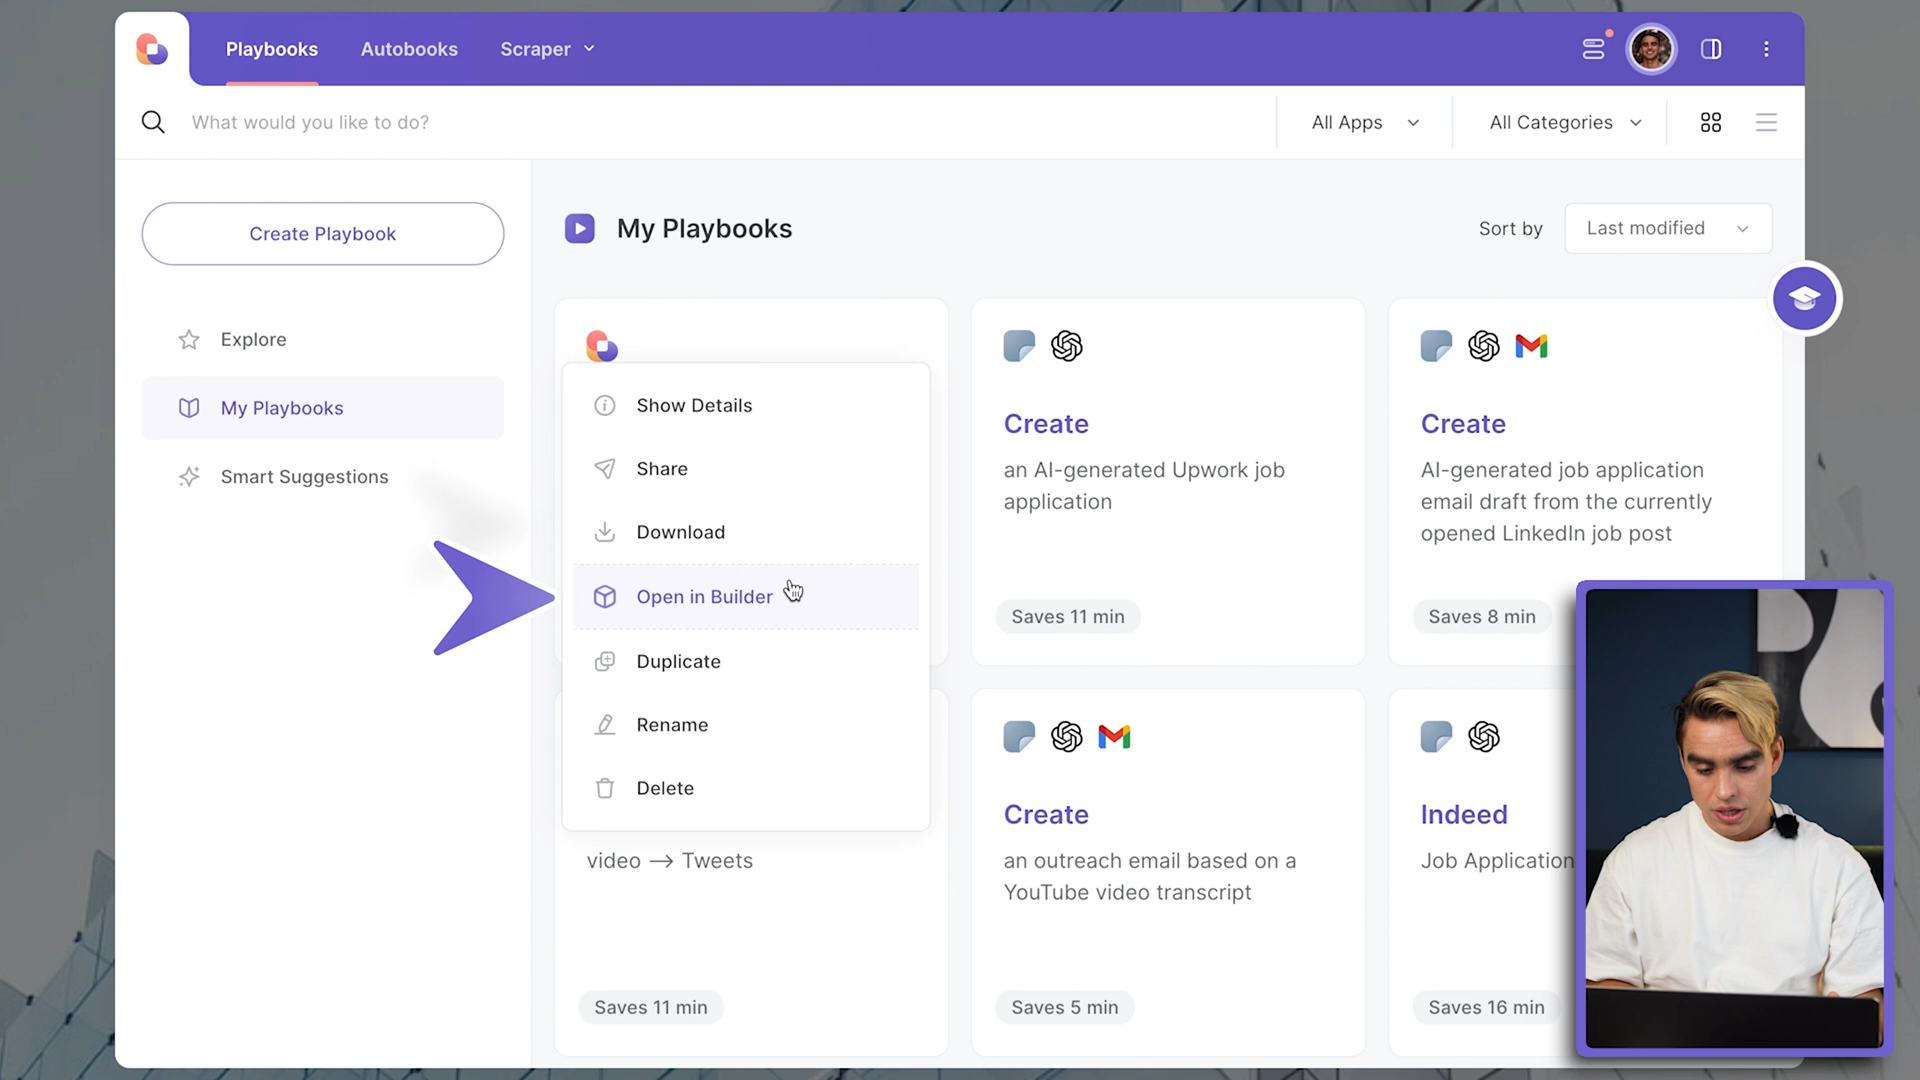 Playbooks
Autobooks
Scraper
What would you like to do?
All Apps
All Categories
Create Playbook
Explore
My Playbooks
Smart Suggestions
My Playbooks
Sort by
Last modified
Show Details
Share
Download
Open in Builder
Duplicate
Rename
Delete
Create
an AI-generated Upwork job
application
Saves 11 min
Create
AI-generated job application
email draft from the currently
opened LinkedIn job post
Saves 8 min
video → Tweets
Saves 11 min
Create
an outreach email based on a
YouTube video transcript
Saves 5 min
Indeed
Job Application
Saves 16 min